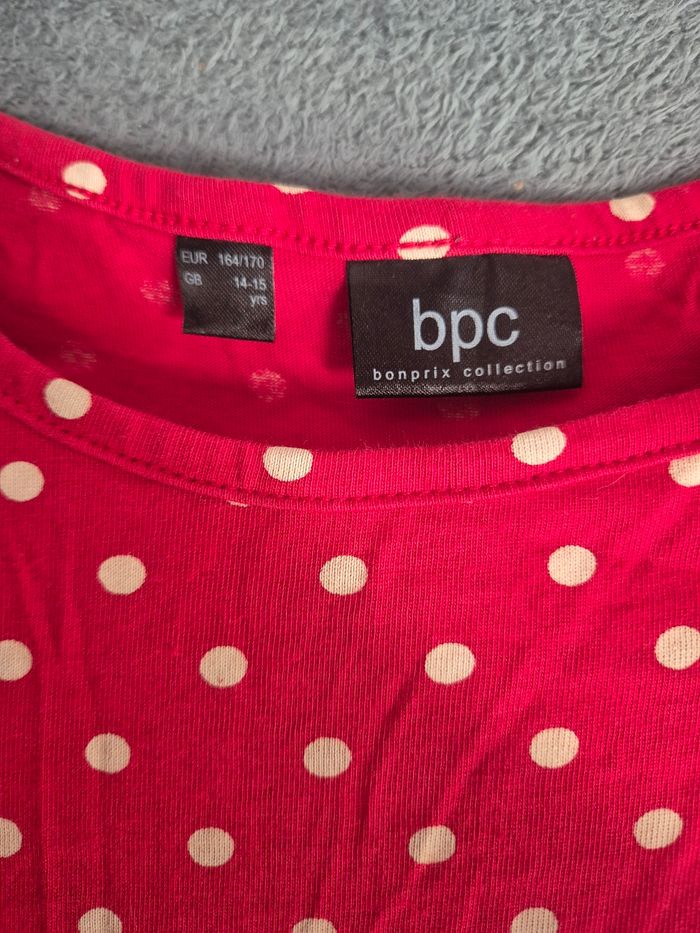 EUR 164/170
GB 14-15
yrs
bpc
bonprix collection